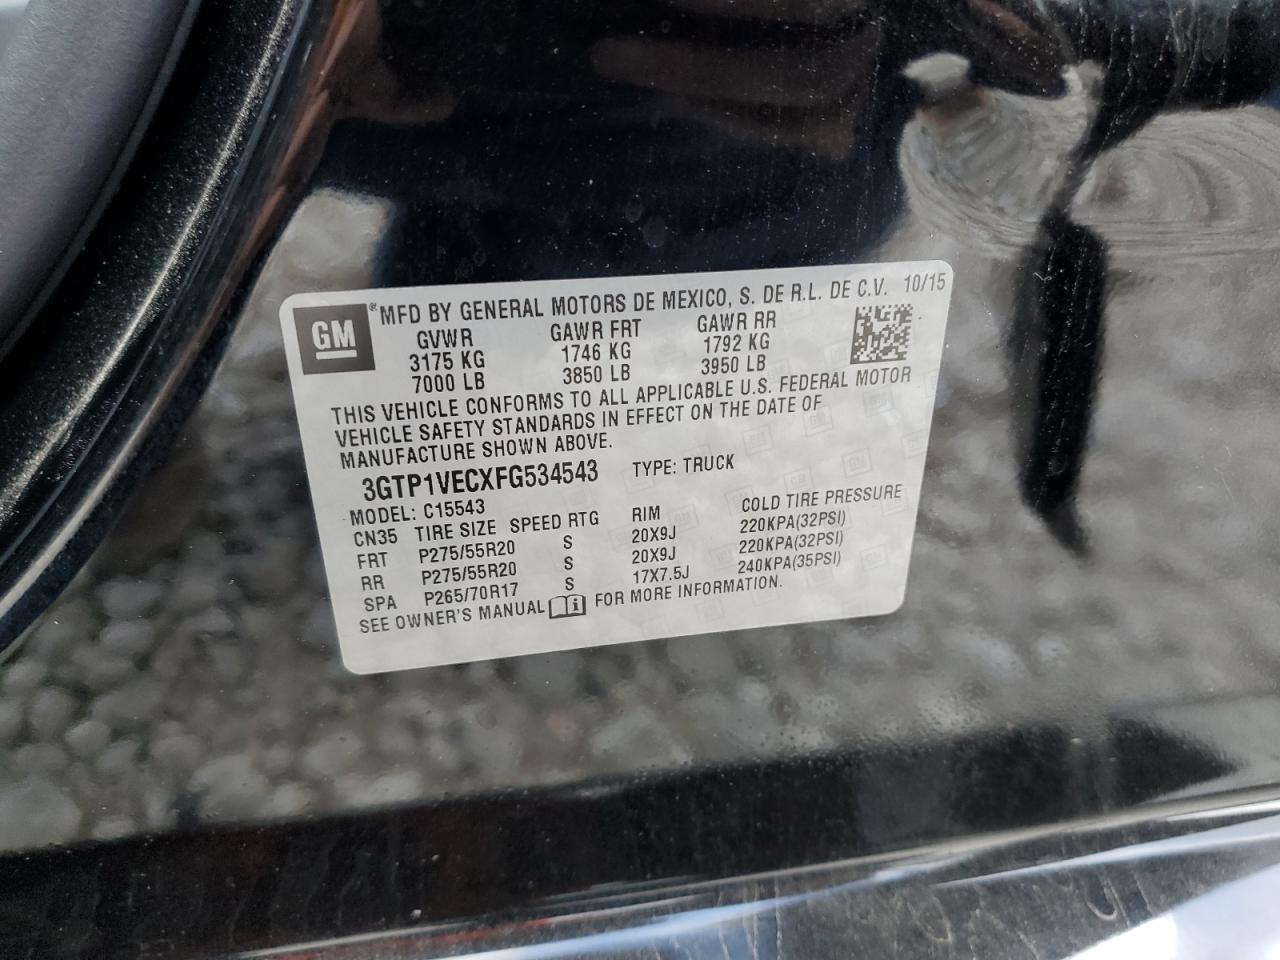 GM ® MFD BY GENERAL MOTORS DE MEXICO, S. DE R.L. DE C.V. 10/15
GVWR GAWR FRT GAWR RR
3175 KG 1746 KG 1792 KG
7000 LB 3850 LB 3950 LB
THIS VEHICLE CONFORMS TO ALL APPLICABLE U.S. FEDERAL MOTOR
VEHICLE SAFETY STANDARDS IN EFFECT ON THE DATE OF
MANUFACTURE SHOWN ABOVE.
3GTP1VECXFG534543 TYPE: TRUCK
MODEL: C15543
CN35 TIRE SIZE SPEED RTG RIM COLD TIRE PRESSURE
FRT P275/55R20 S 20X9J 220KPA(32PSI)
RR P275/55R20 S 20X9J 220KPA(32PSI)
SPA P265/70R17 S 17X7.5J 240KPA(35PSI)
SEE OWNER'S MANUAL FOR MORE INFORMATION.